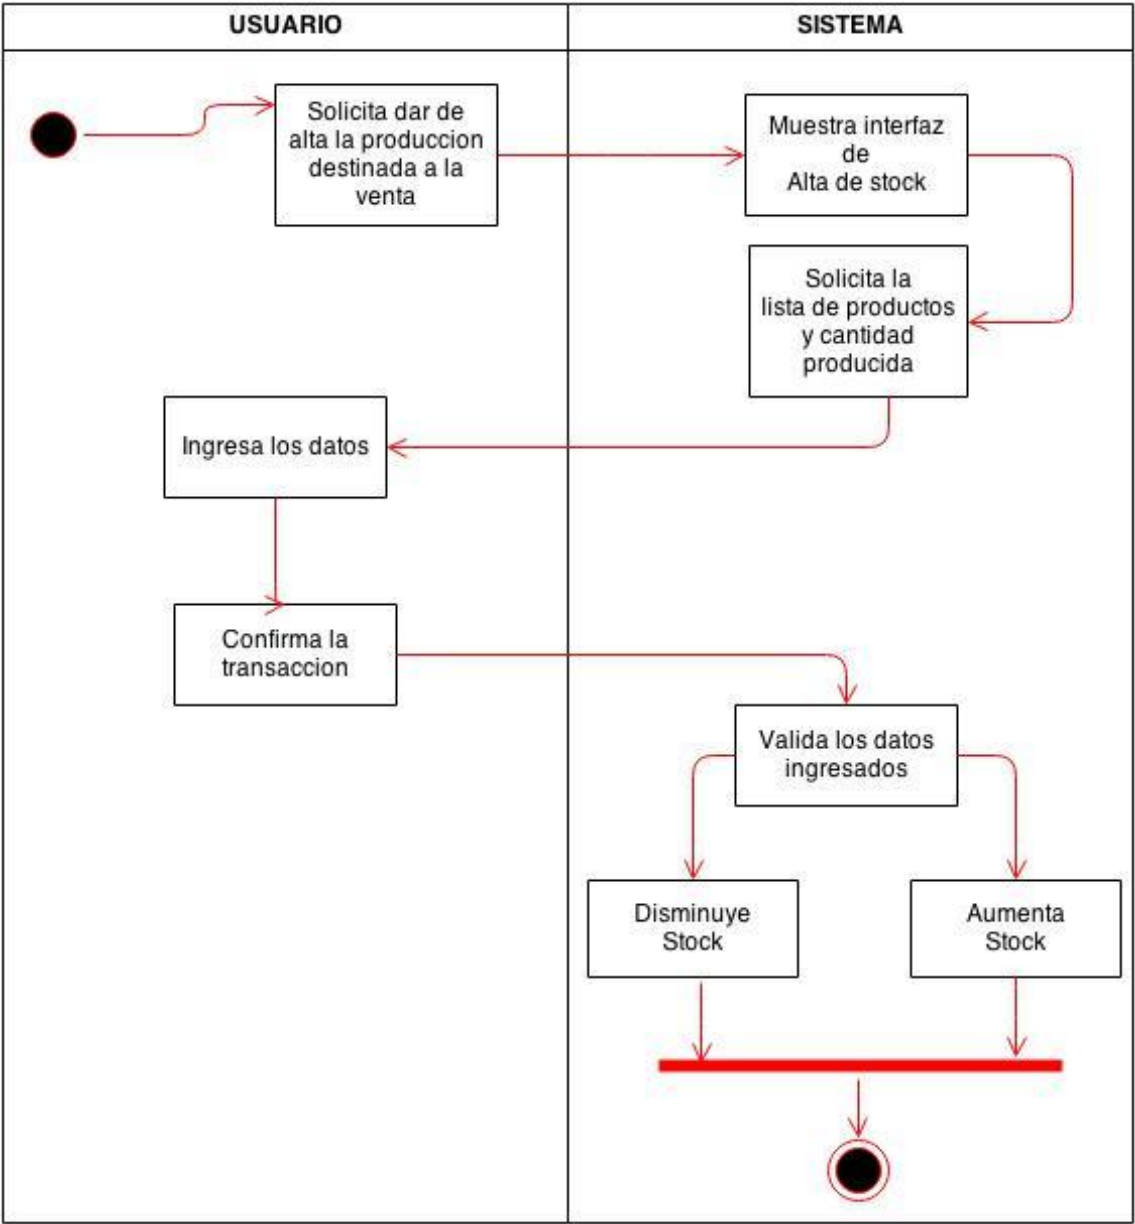 USUARIO
SISTEMA
Solicita dar de
alta la produccion
destinada a la
venta
Muestra interfaz
de
Alta de stock
Solicita la
lista de productos
y cantidad
producida
Ingresa los datos
Confirma la
transaccion
Valida los datos
ingresados
Disminuye
Stock
Aumenta
Stock